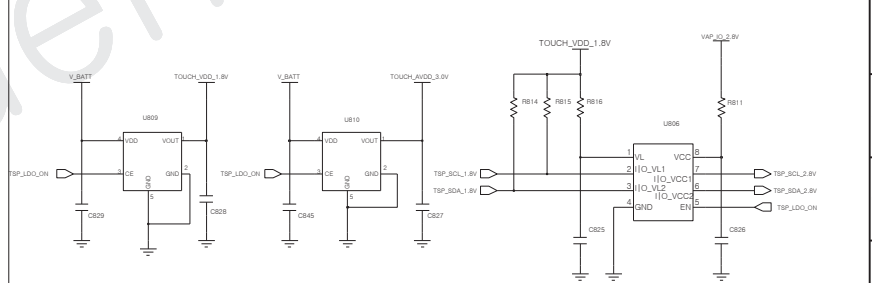 TOUCH_VDD_1.8V
VAP_IO_2.8V
V_BATT
TOUCH_VDD_1.8V
V_BATT
TOUCH_AVDD_3.0V
R814
R815
R816
R811
U809
U810
U806
4 VDD VOUT 1
4 VDD VOUT 1
1 VL VCC 8
TSP_LDO_ON 3 CE GND 2
TSP_LDO_ON 3 CE GND 2
TSP_SCL_1.8V 2 I|O_VL1 I|O_VCC1 7 TSP_SCL_2.8V
TSP_SDA_1.8V 3 I|O_VL2 I|O_VCC2 6 TSP_SDA_2.8V
GND 5
GND 5
4 GND EN 5 TSP_LDO_ON
C829
C828
C845
C827
C825
C826